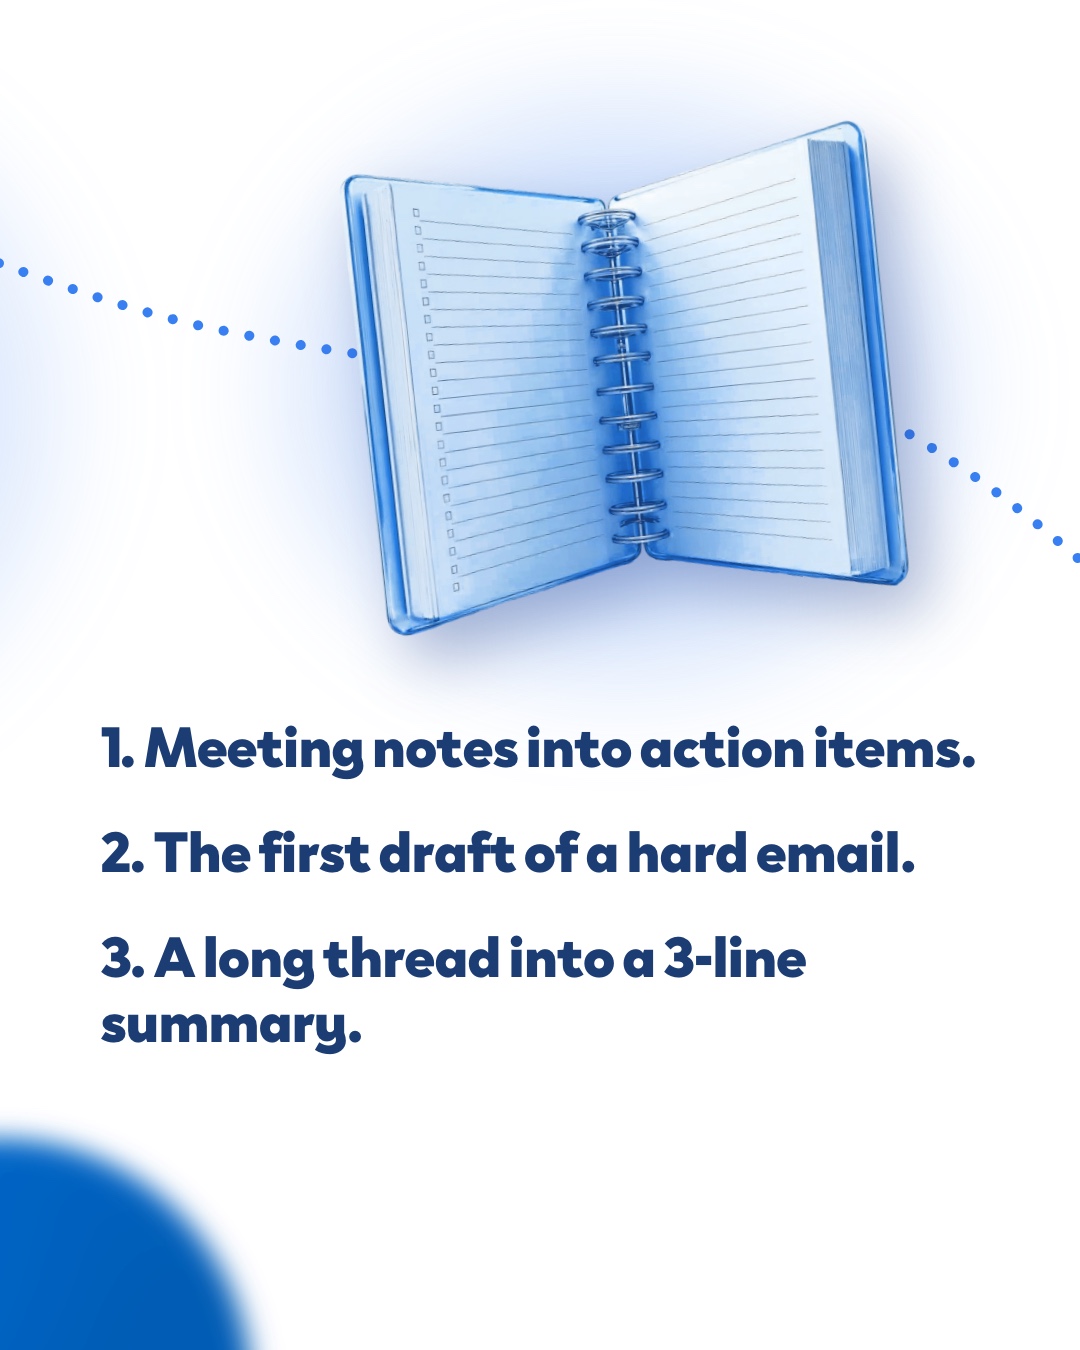 1. Meeting notes into action items.
2. The first draft of a hard email.
3. A long thread into a 3-line
summary.